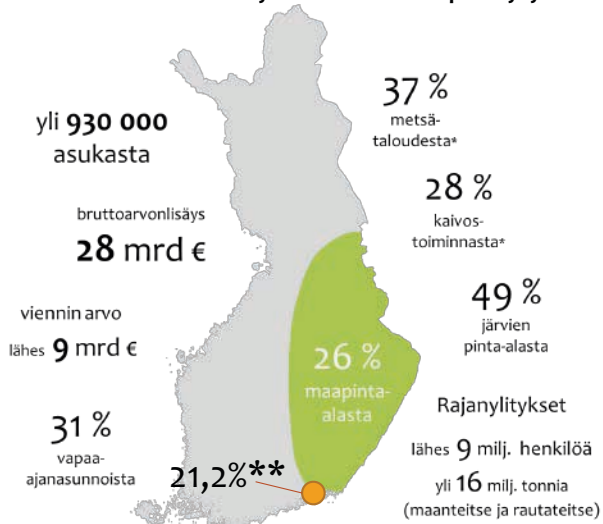 yli 930 000
asukasta
bruttoarvonlisäys
28 mrd €
viennin arvo
lähes 9 mrd €
31 %
vapaa-
ajanasunnoista
37 %
metsä-
taloudesta*
28 %
kaivos-
toiminnasta*
49 %
järvien
pinta-alasta
26 %
maapinta-
alasta
21,2%**
Rajanylitykset
lähes 9 milj. henkilöä
yli 16 milj. tonnia
(maanteitse ja rautateitse)